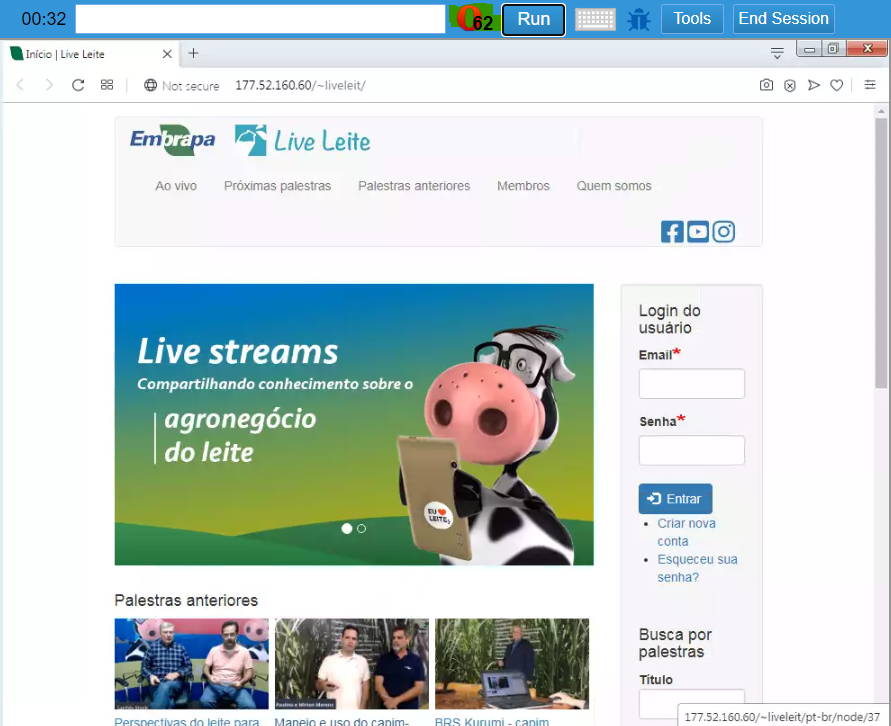 00:32
62
Run
Tools
End Session
Início | Live Leite
Not secure
177.52.160.60/~liveleit/
Embrapa
Live Leite
Ao vivo
Próximas palestras
Palestras anteriores
Membros
Quem somos
Live streams
Compartilhando conhecimento sobre o
agronegócio
do leite
EU
LEITE
Login do
usuário
Email*
Senha*
Entrar
Criar nova
conta
Esqueceu sua
senha?
Palestras anteriores
Perspectivas do leite para
Manejo e uso do capim-
BRS Kurumi - capim
Busca por
palestras
Título
177.52.160.60/~liveleit/pt-br/node/37